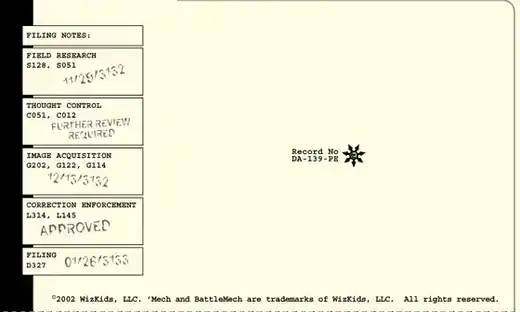 FILING NOTES:
FIELD RESEARCH
S128, S051
11/29/3132
THOUGHT CONTROL
C051, C012
FURTHER REVIEW
REQUIRED
IMAGE ACQUISITION
G202, G122, G114
12/13/3132
CORRECTION ENFORCEMENT
L314, L145
APPROVED
FILING
D327
01/26/3133
Record No
DA-139-PE
©2002 WizKids, LLC. ‘Mech and BattleMech are trademarks of WizKids, LLC. All rights reserved.